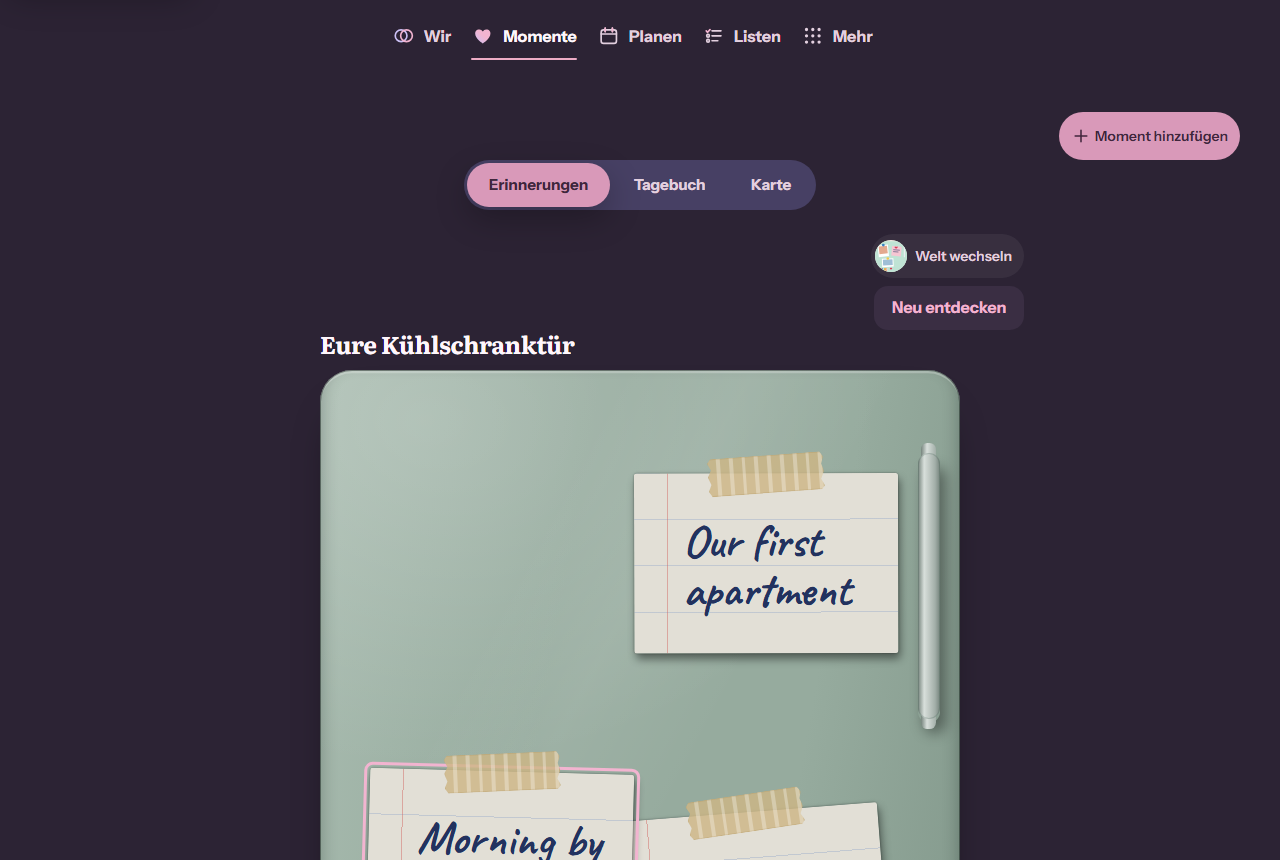 Wir Momente Planen Listen Mehr
Moment hinzufügen
Erinnerungen Tagebuch Karte
Welt wechseln
Neu entdecken
Eure Kühlschranktür
Our first
apartment
Morning by